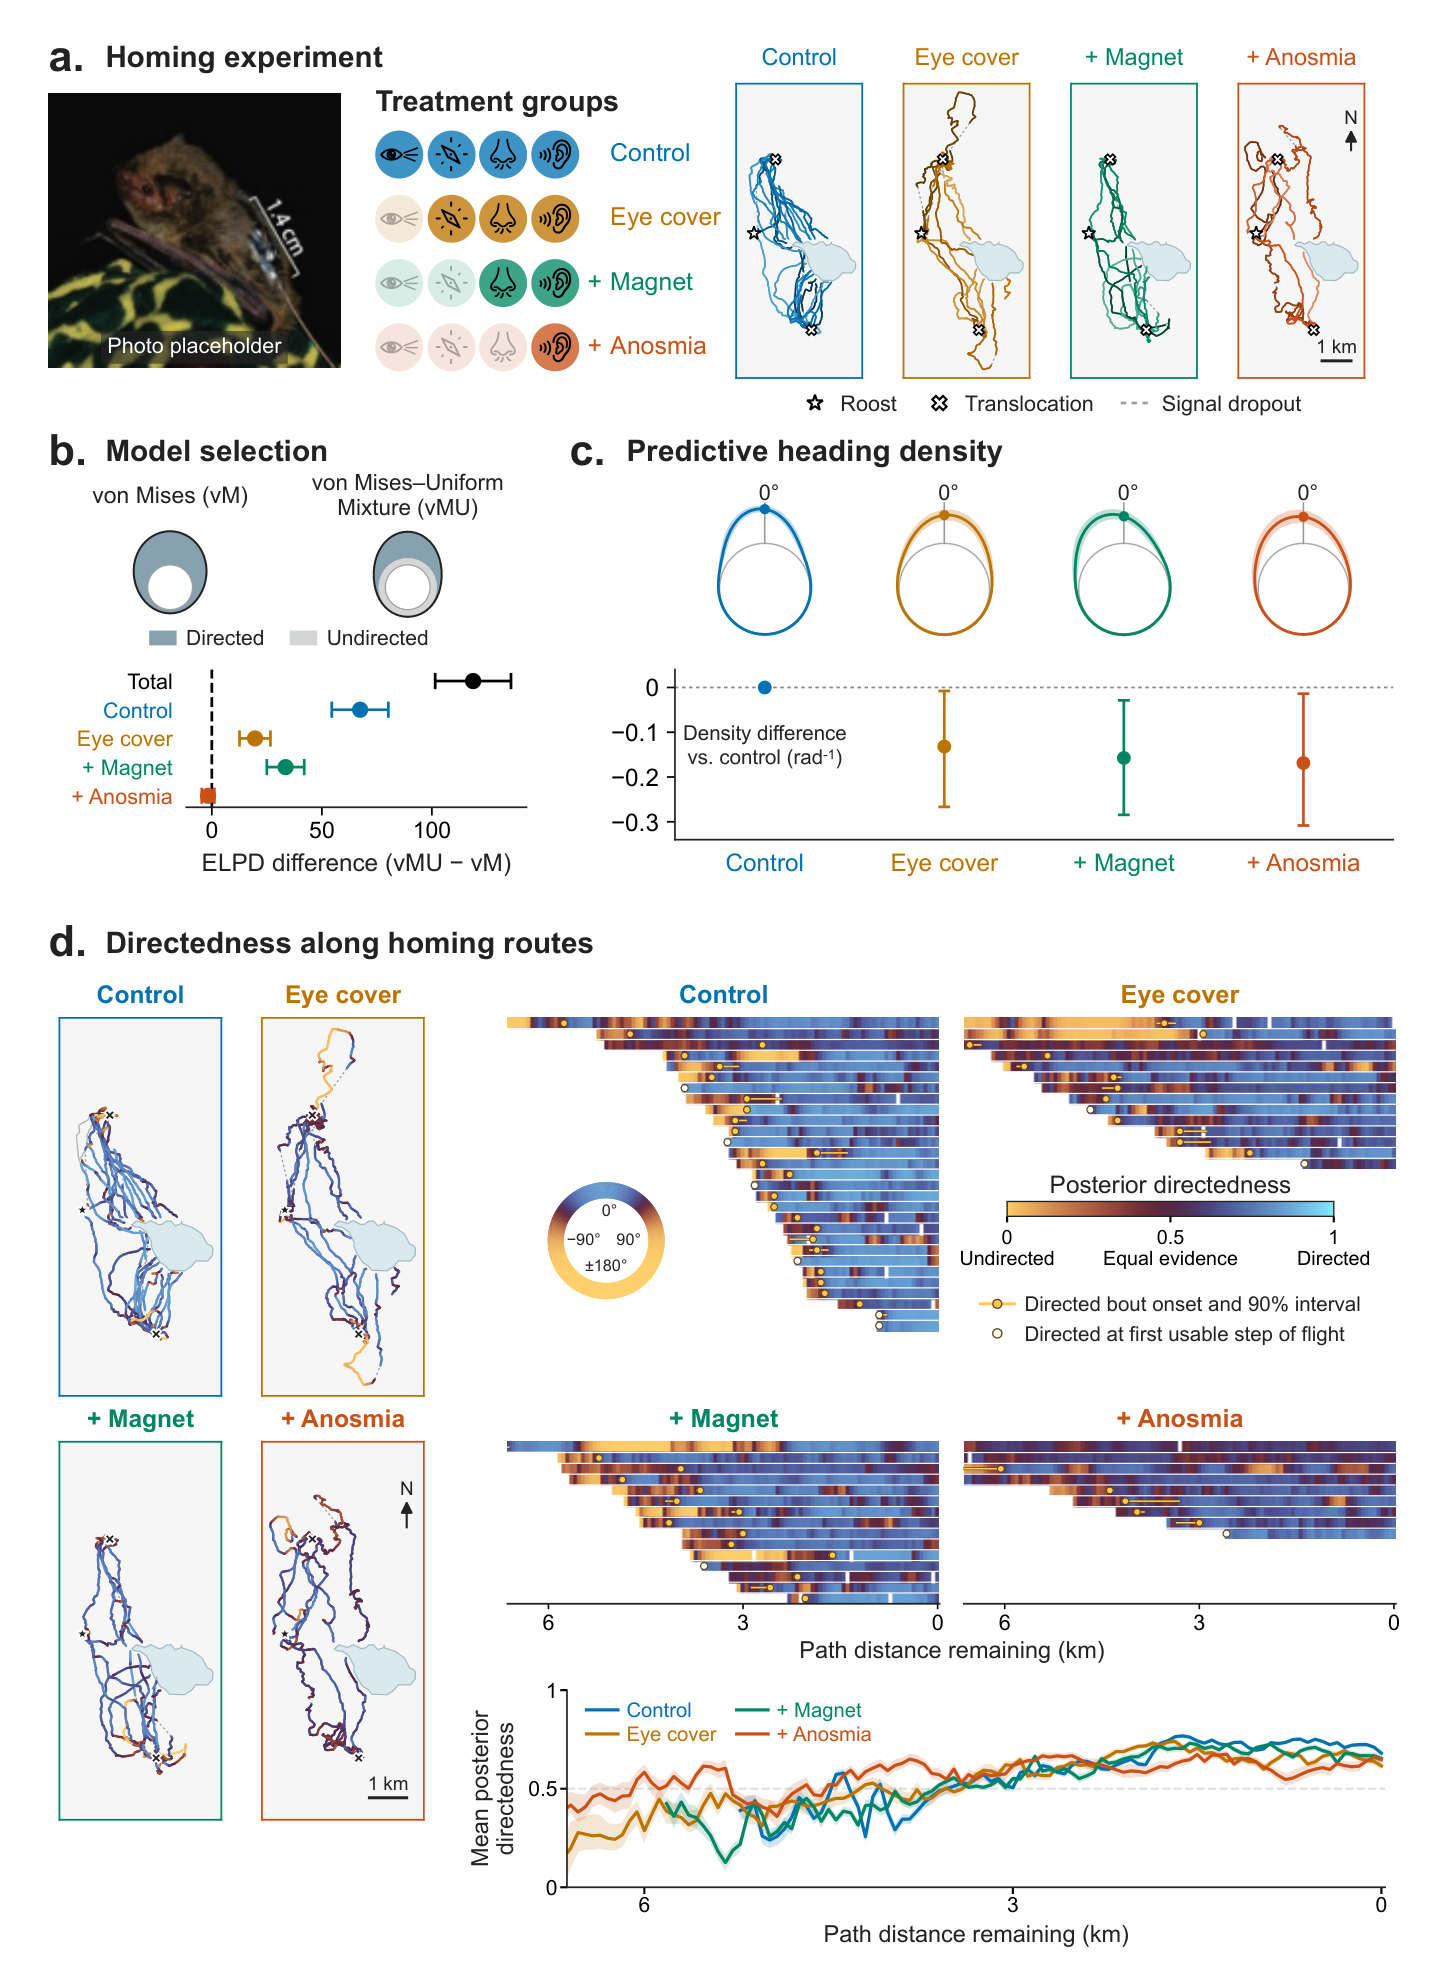 a. Homing experiment
1.4 cm
Photo placeholder
Treatment groups
Control
Eye cover
+ Magnet
+ Anosmia
Control
Eye cover
+ Magnet
+ Anosmia
N
1 km
Roost
Translocation
Signal dropout
b. Model selection
von Mises (vM)
von Mises–Uniform
Mixture (vMU)
Directed
Undirected
Total
Control
Eye cover
+ Magnet
+ Anosmia
0 50 100
ELPD difference (vMU − vM)
c. Predictive heading density
0° 0° 0° 0°
0
−0.1
−0.2
−0.3
Density difference
vs. control (rad⁻¹)
Control
Eye cover
+ Magnet
+ Anosmia
d. Directedness along homing routes
Control
Eye cover
+ Magnet
+ Anosmia
N
1 km
Control
0°
−90° 90°
±180°
Eye cover
Posterior directedness
0 0.5 1
Undirected Equal evidence Directed
Directed bout onset and 90% interval
Directed at first usable step of flight
+ Magnet
+ Anosmia
6 3 0
6 3 0
Path distance remaining (km)
Mean posterior
directedness
1
0.5
0
Control
Eye cover
+ Magnet
+ Anosmia
6 3 0
Path distance remaining (km)